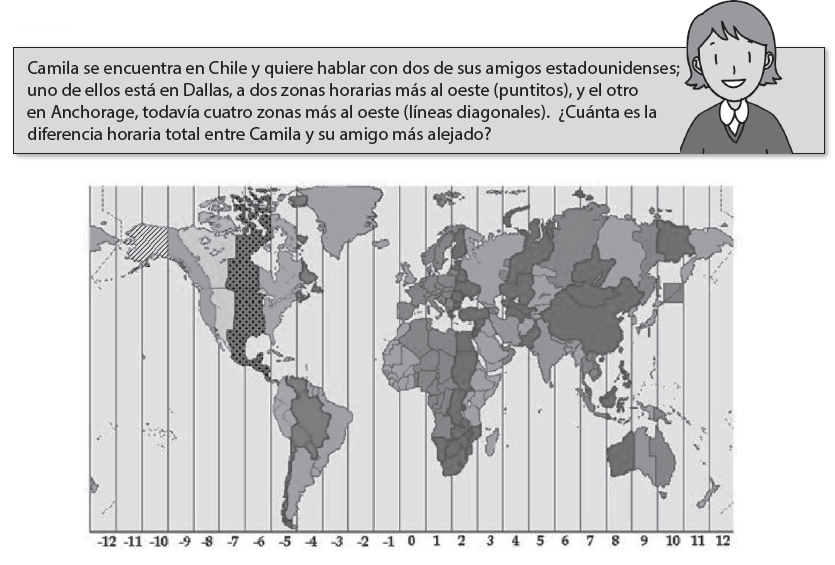 Camila se encuentra en Chile y quiere hablar con dos de sus amigos estadounidenses;
uno de ellos está en Dallas, a dos zonas horarias más al oeste (puntitos), y el otro
en Anchorage, todavía cuatro zonas más al oeste (líneas diagonales). ¿Cuánta es la
diferencia horaria total entre Camila y su amigo más alejado?
-12 -11 -10 -9 -8 -7 -6 -5 -4 -3 -2 -1 0 1 2 3 4 5 6 7 8 9 10 11 12